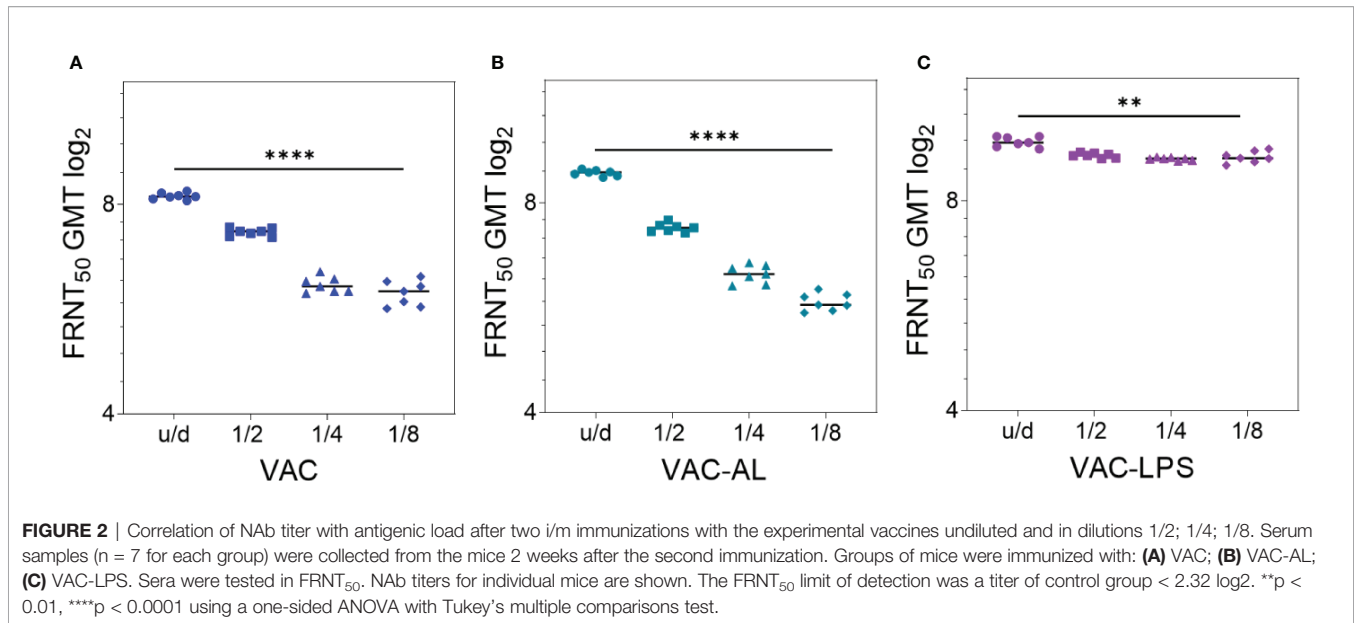 A
FRNT50 GMT log2
8
4
****
u/d 1/2 1/4 1/8
VAC
B
FRNT50 GMT log2
8
4
****
u/d 1/2 1/4 1/8
VAC-AL
C
FRNT50 GMT log2
8
4
**
u/d 1/2 1/4 1/8
VAC-LPS
FIGURE 2 | Correlation of NAb titer with antigenic load after two i/m immunizations with the experimental vaccines undiluted and in dilutions 1/2; 1/4; 1/8. Serum
samples (n = 7 for each group) were collected from the mice 2 weeks after the second immunization. Groups of mice were immunized with: (A) VAC; (B) VAC-AL;
(C) VAC-LPS. Sera were tested in FRNT50. NAb titers for individual mice are shown. The FRNT50 limit of detection was a titer of control group < 2.32 log2. **p <
0.01, ****p < 0.0001 using a one-sided ANOVA with Tukey's multiple comparisons test.